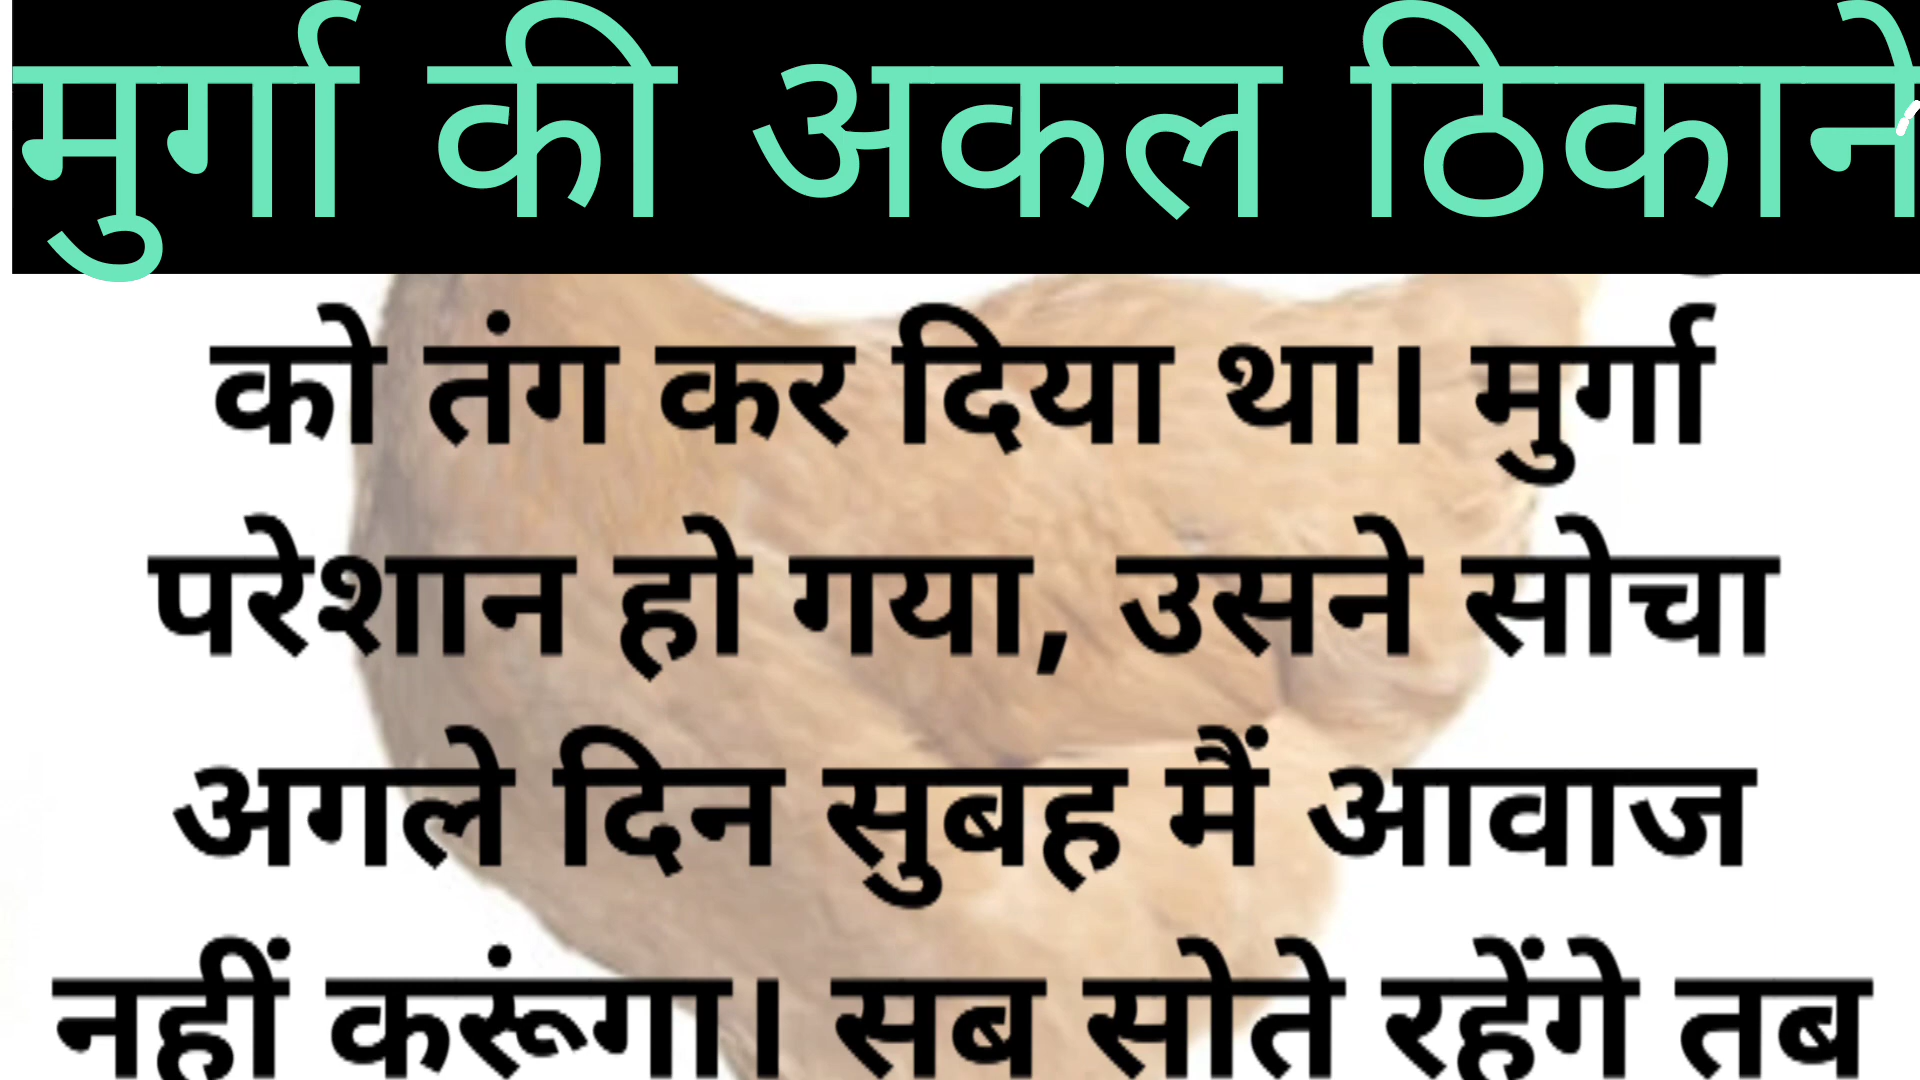 मुर्गा की अकल ठिकाने
को तंग कर दिया था। मुर्गा
परेशान हो गया, उसने सोचा
अगले दिन सुबह मैं आवाज
नहीं करूंगा। सब सोते रहेंगे तब